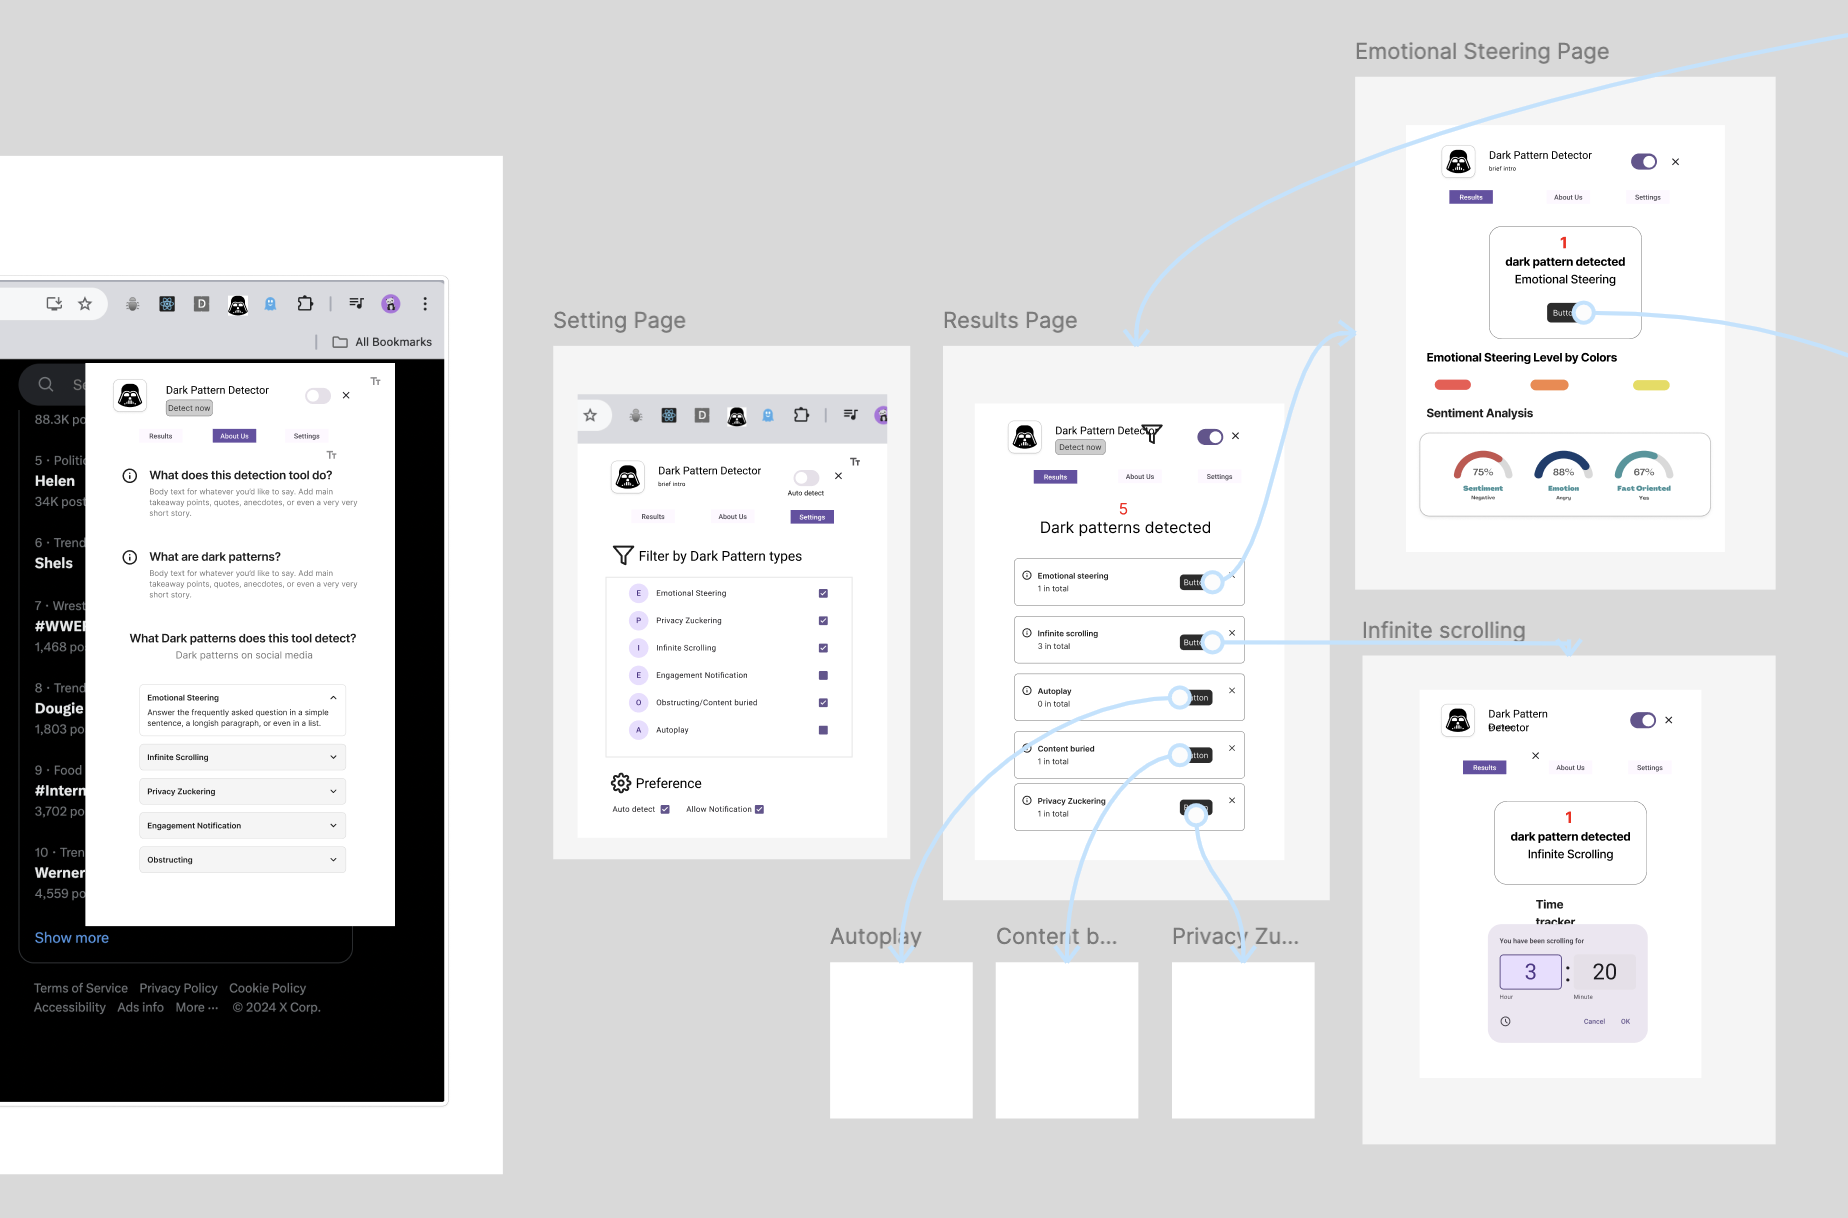 All Bookmarks
88.3K po
5 · Politi
Helen
34K post
6 · Trend
Shels
7 · Wrest
#WWE
1,468 po
8 · Trend
Dougie
1,803 po
9 · Food
#Intern
3,702 po
10 · Tren
Werner
4,559 po
Show more
Terms of Service Privacy Policy Cookie Policy
Accessibility Ads info More ··· © 2024 X Corp.
Dark Pattern Detector
Detect now
Results About Us Settings
What does this detection tool do?
Body text for whatever you'd like to say. Add main
takeaway points, quotes, anecdotes, or even a very very
short story.
What are dark patterns?
Body text for whatever you'd like to say. Add main
takeaway points, quotes, anecdotes, or even a very very
short story.
What Dark patterns does this tool detect?
Dark patterns on social media
Emotional Steering
Answer the frequently asked question in a simple
sentence, a longish paragraph, or even in a list.
Infinite Scrolling
Privacy Zuckering
Engagement Notification
Obstructing
Setting Page
D
Dark Pattern Detector
brief intro
Auto detect
Results About Us Settings
Filter by Dark Pattern types
E Emotional Steering
P Privacy Zuckering
I Infinite Scrolling
E Engagement Notification
O Obstructing/Content buried
A Autoplay
Preference
Auto detect Allow Notification
Results Page
Dark Pattern Detector
Detect now
Results About Us Settings
5
Dark patterns detected
Emotional steering
1 in total
Infinite scrolling
3 in total
Autoplay
0 in total
Content buried
1 in total
Privacy Zuckering
1 in total
Autoplay
Content b...
Privacy Zu...
Emotional Steering Page
Dark Pattern Detector
brief intro
Results About Us Settings
1
dark pattern detected
Emotional Steering
Emotional Steering Level by Colors
Sentiment Analysis
75% 88% 67%
Sentiment Emotion Fact Oriented
Negative Angry Yes
Infinite scrolling
Dark Pattern
Detector
Results About Us Settings
1
dark pattern detected
Infinite Scrolling
Time
tracker
You have been scrolling for
3 : 20
Hour Minute
Cancel OK